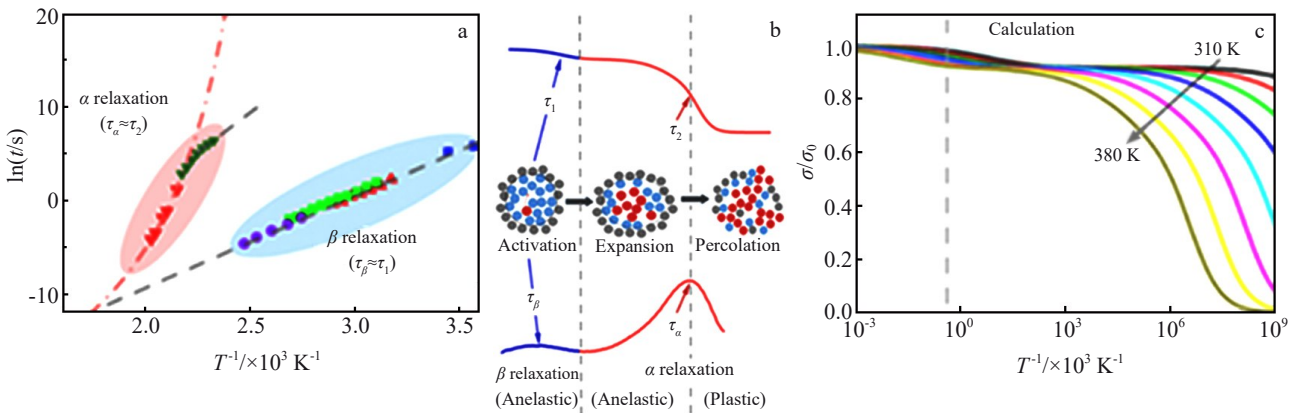 a
20
10
0
-10
ln(t/s)
α relaxation
(τα≈τ2)
β relaxation
(τβ≈τ1)
2.0 2.5 3.0 3.5
T-1/×103 K-1
b
τ1
τ2
Activation Expansion Percolation
τβ
τα
β relaxation
(Anelastic)
(Anelastic)
α relaxation
(Plastic)
Calculation
c
310 K
380 K
1.0
0.8
0.6
0.4
0.2
0.0
σ/σ0
10-3 100 103 106 109
T-1/×103 K-1